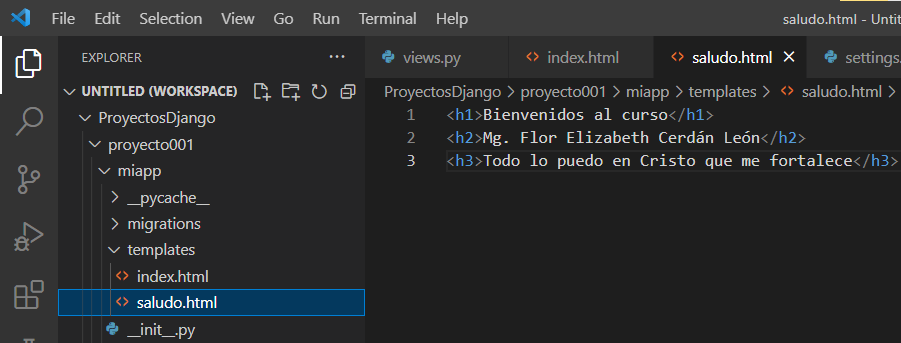 File Edit Selection View Go Run Terminal Help saludo.html - Untit
EXPLORER ...
views.py index.html saludo.html settings.
UNTITLED (WORKSPACE)
ProyectosDjango > proyecto001 > miapp > templates > saludo.html >
ProyectosDjango
proyecto001
miapp
__pycache__
migrations
templates
index.html
saludo.html
__init__.py
1 <h1>Bienvenidos al curso</h1>
2 <h2>Mg. Flor Elizabeth Cerdán León</h2>
3 <h3>Todo lo puedo en Cristo que me fortalece</h3>